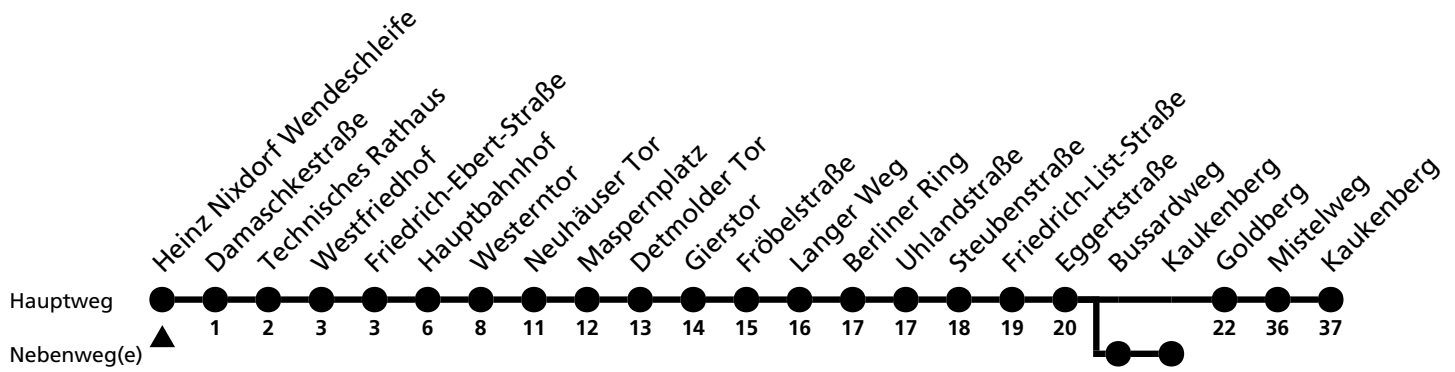 Heinz Nixdorf Wendeschleife
Damaschkestraße
Technisches Rathaus
Westfriedhof
Friedrich-Ebert-Straße
Hauptbahnhof
Westerntor
Neuhäuser Tor
Maspernplatz
Detmolder Tor
Gierstor
Fröbelstraße
Langer Weg
Berliner Ring
Uhlandstraße
Steubenstraße
Friedrich-List-Straße
Eggertstraße
Bussardweg
Kaukenberg
Goldberg
Mistelweg
Kaukenberg
Hauptweg
1 2 3 3 6 8 11 12 13 14 15 16 17 17 18 19 20 22 36 37
Nebenweg(e)